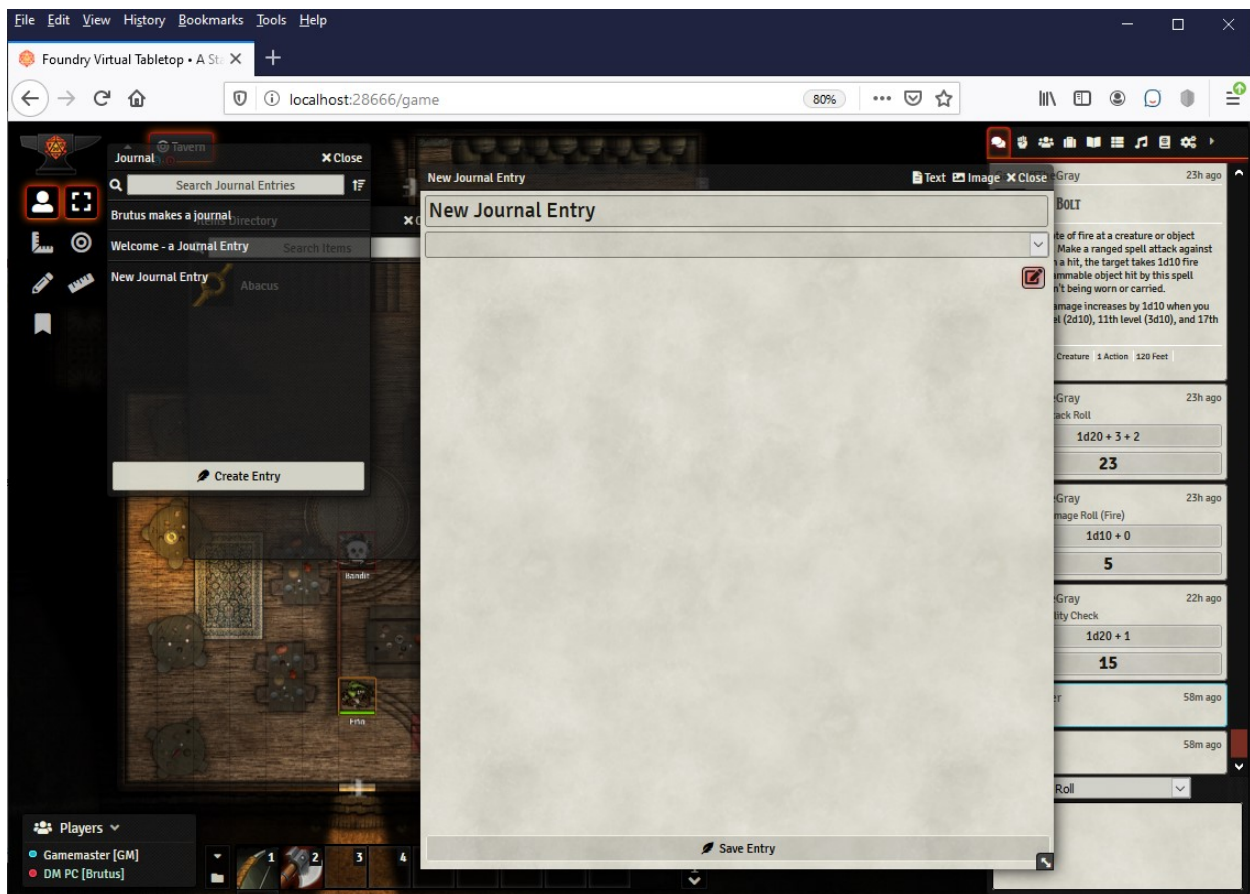 File Edit View History Bookmarks Tools Help
Foundry Virtual Tabletop • A Sta
localhost:28666/game
80%
Tavern
Journal
Close
Search Journal Entries
Brutus makes a journal
Items Directory
Welcome - a Journal Entry
Search Items
New Journal Entry
Abacus
Create Entry
Bandit
New Journal Entry
Text Image Close
New Journal Entry
Save Entry
Gray 23h ago
Bolt
te of fire at a creature or object
Make a ranged spell attack against
n a hit, the target takes 1d10 fire
mmable object hit by this spell
n't being worn or carried.
amage increases by 1d10 when you
el (2d10), 11th level (3d10), and 17th
Creature 1 Action 120 Feet
Gray 23h ago
ack Roll
1d20 + 3 + 2
23
Gray 23h ago
mage Roll (Fire)
1d10 + 0
5
Gray 22h ago
lity Check
1d20 + 1
15
er 58m ago
58m ago
Roll
Players
Gamemaster [GM]
DM PC [Brutus]
1 2 3 4